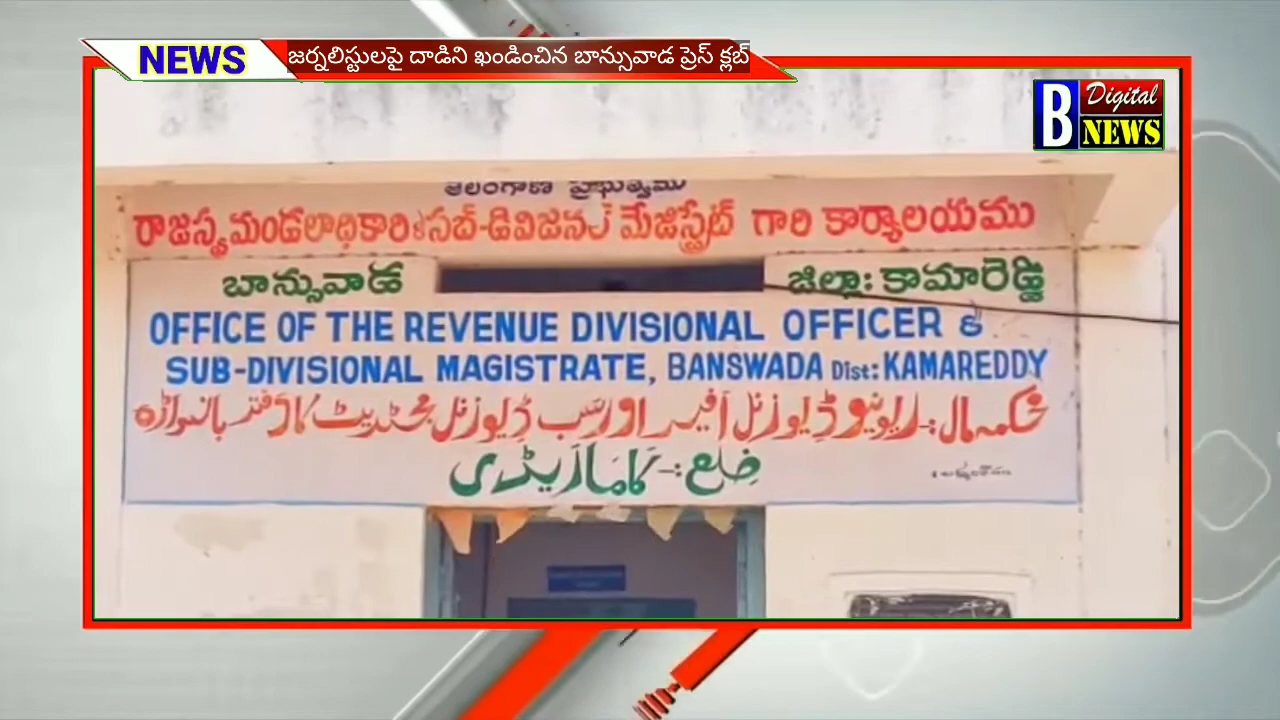 NEWS
జర్నలిస్టులపై దాడిని ఖండించిన బాన్సువాడ ప్రెస్ క్లబ్
B Digital NEWS
తెలంగాణ ప్రభుత్వము
రాజస్వ మండలాధికారి & సబ్-డివిజనల్ మేజిస్ట్రేట్ గారి కార్యాలయము
బాన్సువాడ
జిల్లా: కామారెడ్డి
OFFICE OF THE REVENUE DIVISIONAL OFFICER &
SUB-DIVISIONAL MAGISTRATE, BANSWADA Dist: KAMAREDDY
محکمہ مال:- ریونیو ڈیوزنل آفیسر اور سب ڈیوزنل مجسٹریٹ کا دفتر بانسواڑہ
ضلع:- کاماریڈی